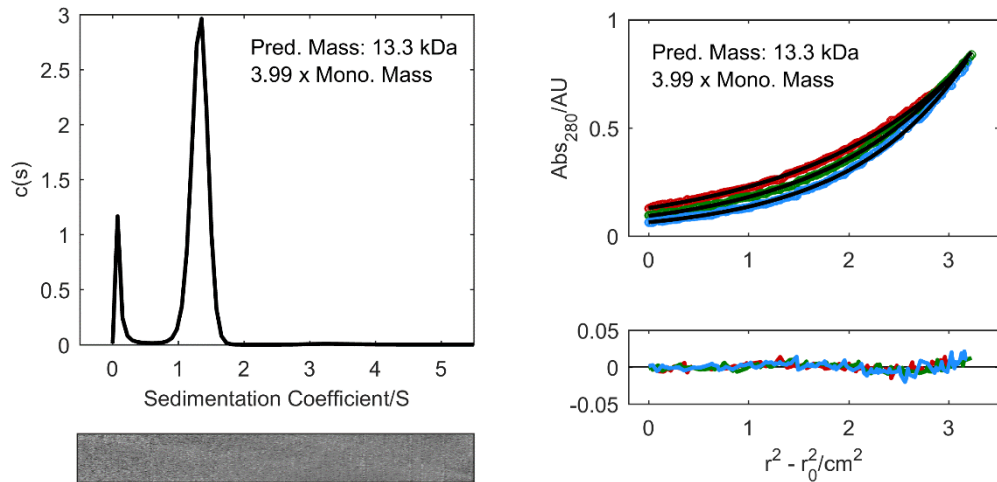 3
2.5
2
1.5
1
0.5
0
c(s)
Pred. Mass: 13.3 kDa
3.99 x Mono. Mass
0 1 2 3 4 5
Sedimentation Coefficient/S
1
0.5
0
Abs280/AU
Pred. Mass: 13.3 kDa
3.99 x Mono. Mass
0 1 2 3
0.05
0
-0.05
0 1 2 3
r² - r₀²/cm²